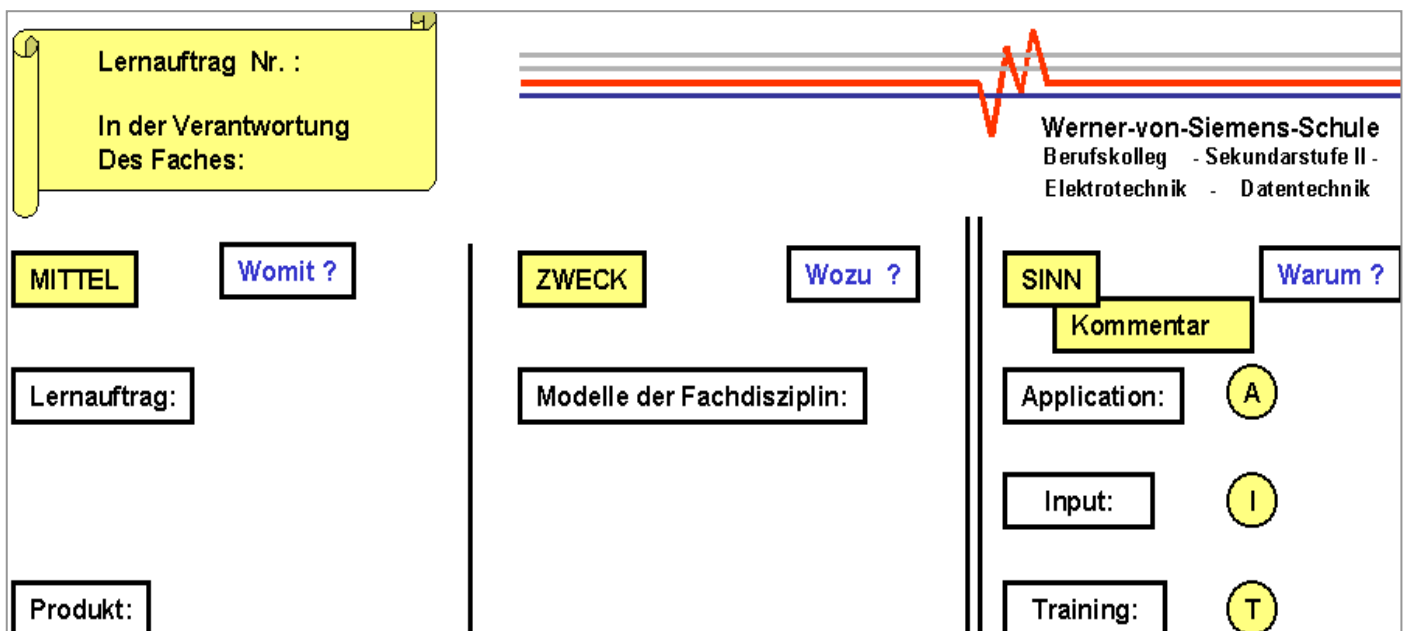 Lernauftrag Nr. :
In der Verantwortung
Des Faches:
Werner-von-Siemens-Schule
Berufskolleg - Sekundarstufe II -
Elektrotechnik - Datentechnik
MITTEL
Womit ?
Lernauftrag:
Produkt:
ZWECK
Wozu ?
Modelle der Fachdisziplin:
SINN
Warum ?
Kommentar
Application:
A
Input:
I
Training:
T